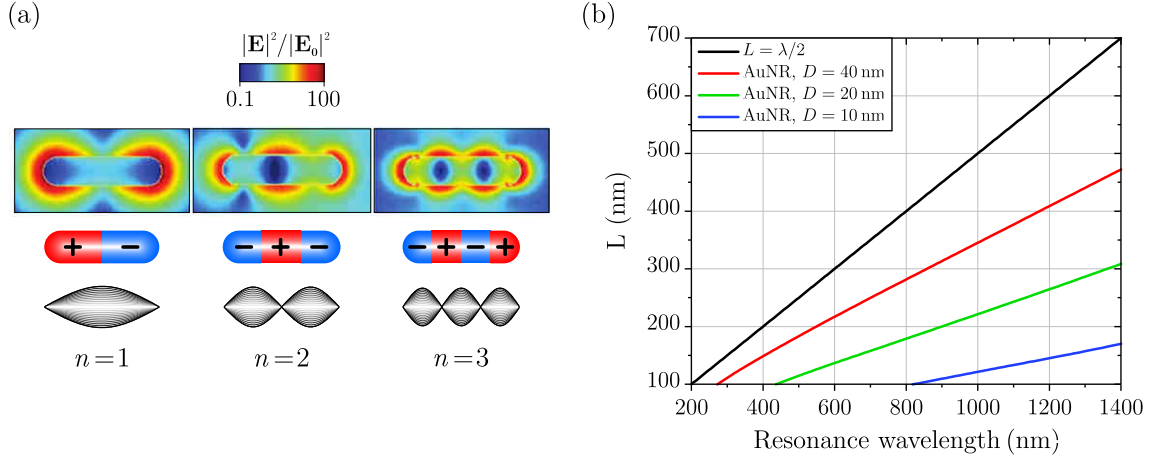 (a)
|E|²/|E₀|²
0.1 100
+ − − + − − + − +
n=1 n=2 n=3
(b)
L = λ/2
AuNR, D = 40 nm
AuNR, D = 20 nm
AuNR, D = 10 nm
700
600
500
400
300
200
100
L (nm)
200 400 600 800 1000 1200 1400
Resonance wavelength (nm)